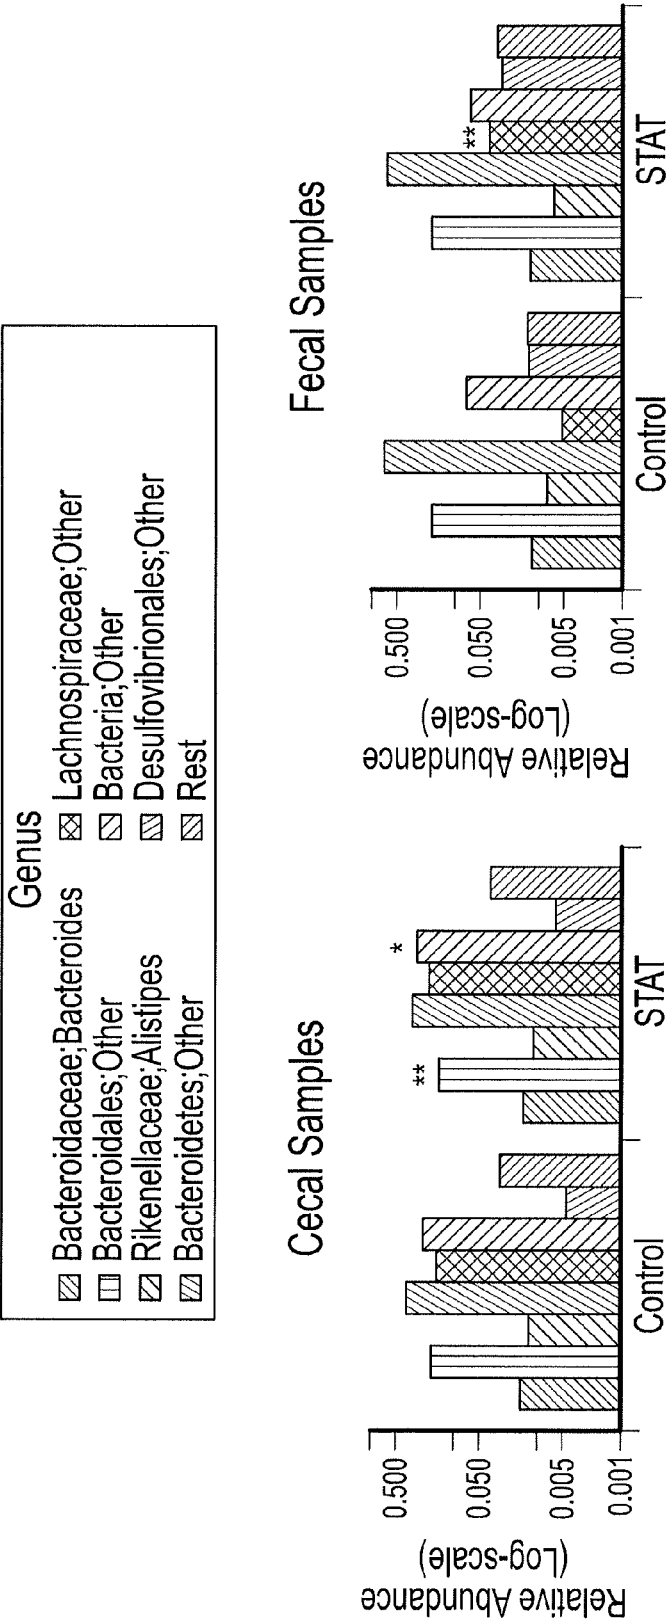 Genus
Bacteroidaceae;Bacteroides
Bacteroidales;Other
Rikenellaceae;Alistipes
Bacteroidetes;Other
Lachnospiraceae;Other
Bacteria;Other
Desulfovibrionales;Other
Rest
Cecal Samples
Relative Abundance
(Log-scale)
0.500
0.050
0.005
0.001
**
*
Control
STAT
Fecal Samples
Relative Abundance
(Log-scale)
0.500
0.050
0.005
0.001
**
Control
STAT